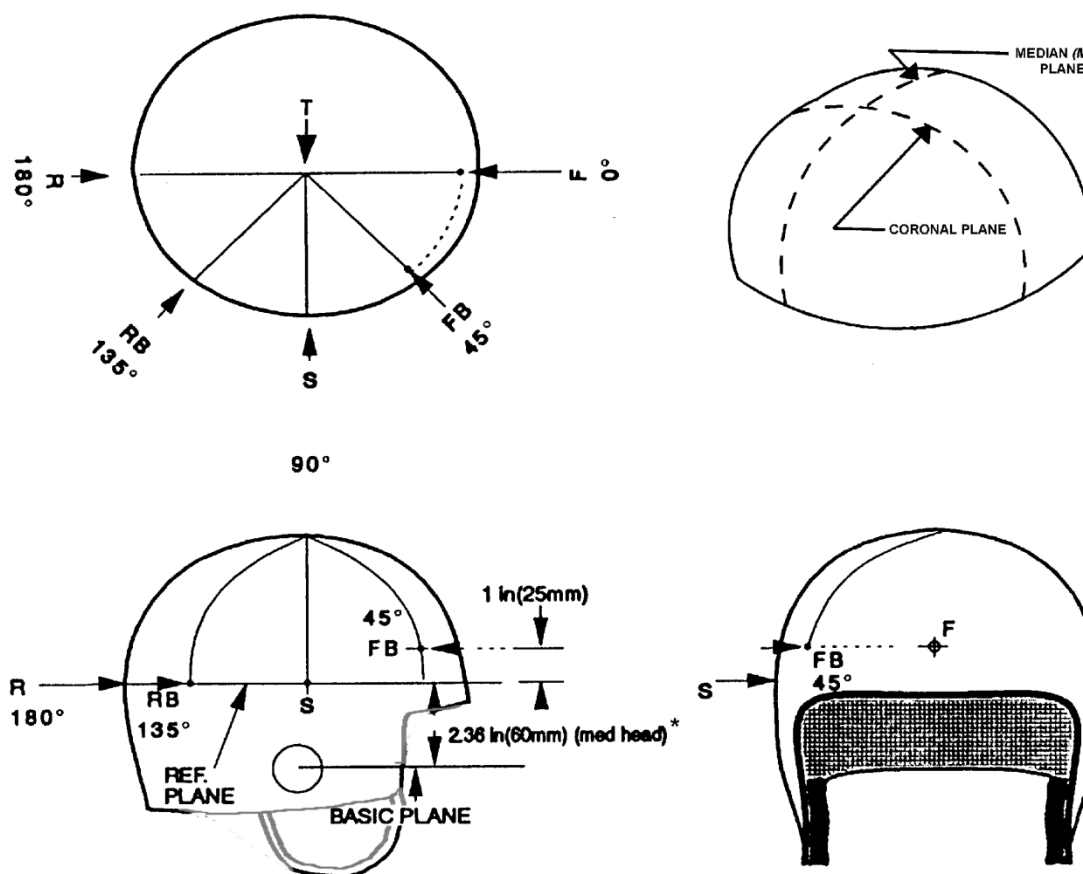 T
R
180°
F
0°
FB
45°
RB
135°
S
90°
MEDIAN (M
PLANE
CORONAL PLANE
1 in(25mm)
45°
FB
R
180°
RB
135°
S
2.36 in(60mm) (med head)*
REF.
PLANE
BASIC PLANE
F
FB
45°
S